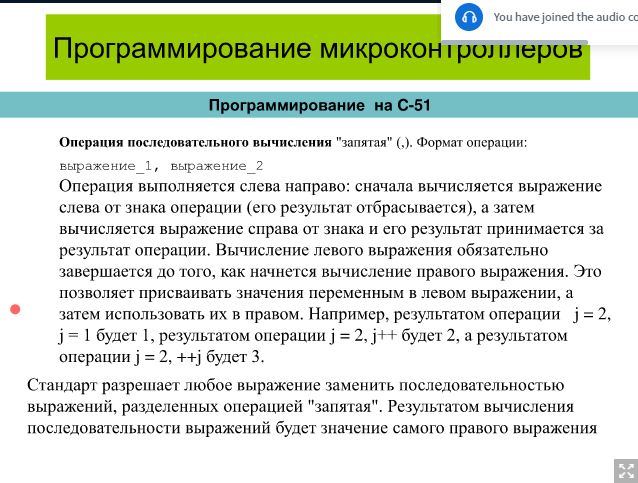 You have joined the audio co
Программирование микроконтроллеров
Программирование на С-51
Операция последовательного вычисления "запятая" (,). Формат операции:
выражение_1, выражение_2
Операция выполняется слева направо: сначала вычисляется выражение
слева от знака операции (его результат отбрасывается), а затем
вычисляется выражение справа от знака и его результат принимается за
результат операции. Вычисление левого выражения обязательно
завершается до того, как начнется вычисление правого выражения. Это
позволяет присваивать значения переменным в левом выражении, а
затем использовать их в правом. Например, результатом операции j = 2,
j = 1 будет 1, результатом операции j = 2, j++ будет 2, а результатом
операции j = 2, ++j будет 3.
Стандарт разрешает любое выражение заменить последовательностью
выражений, разделенных операцией "запятая". Результатом вычисления
последовательности выражений будет значение самого правого выражения